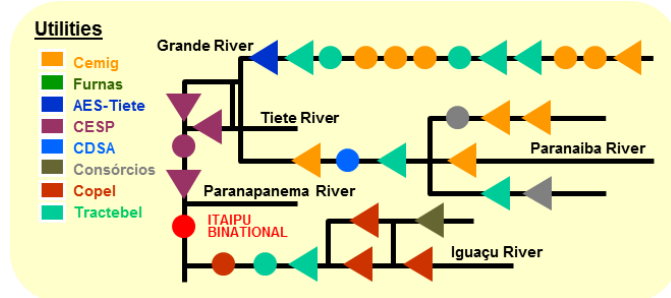 Utilities
Cemig
Furnas
AES-Tiete
CESP
CDSA
Consórcios
Copel
Tractebel
Grande River
Tiete River
Paranaiba River
Paranapanema River
ITAIPU
BINATIONAL
Iguaçu River